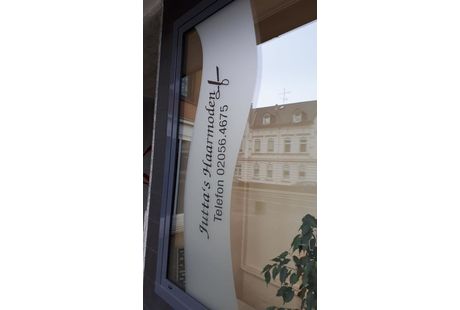 Jutta's Haarmoden
Telefon 02056.4675